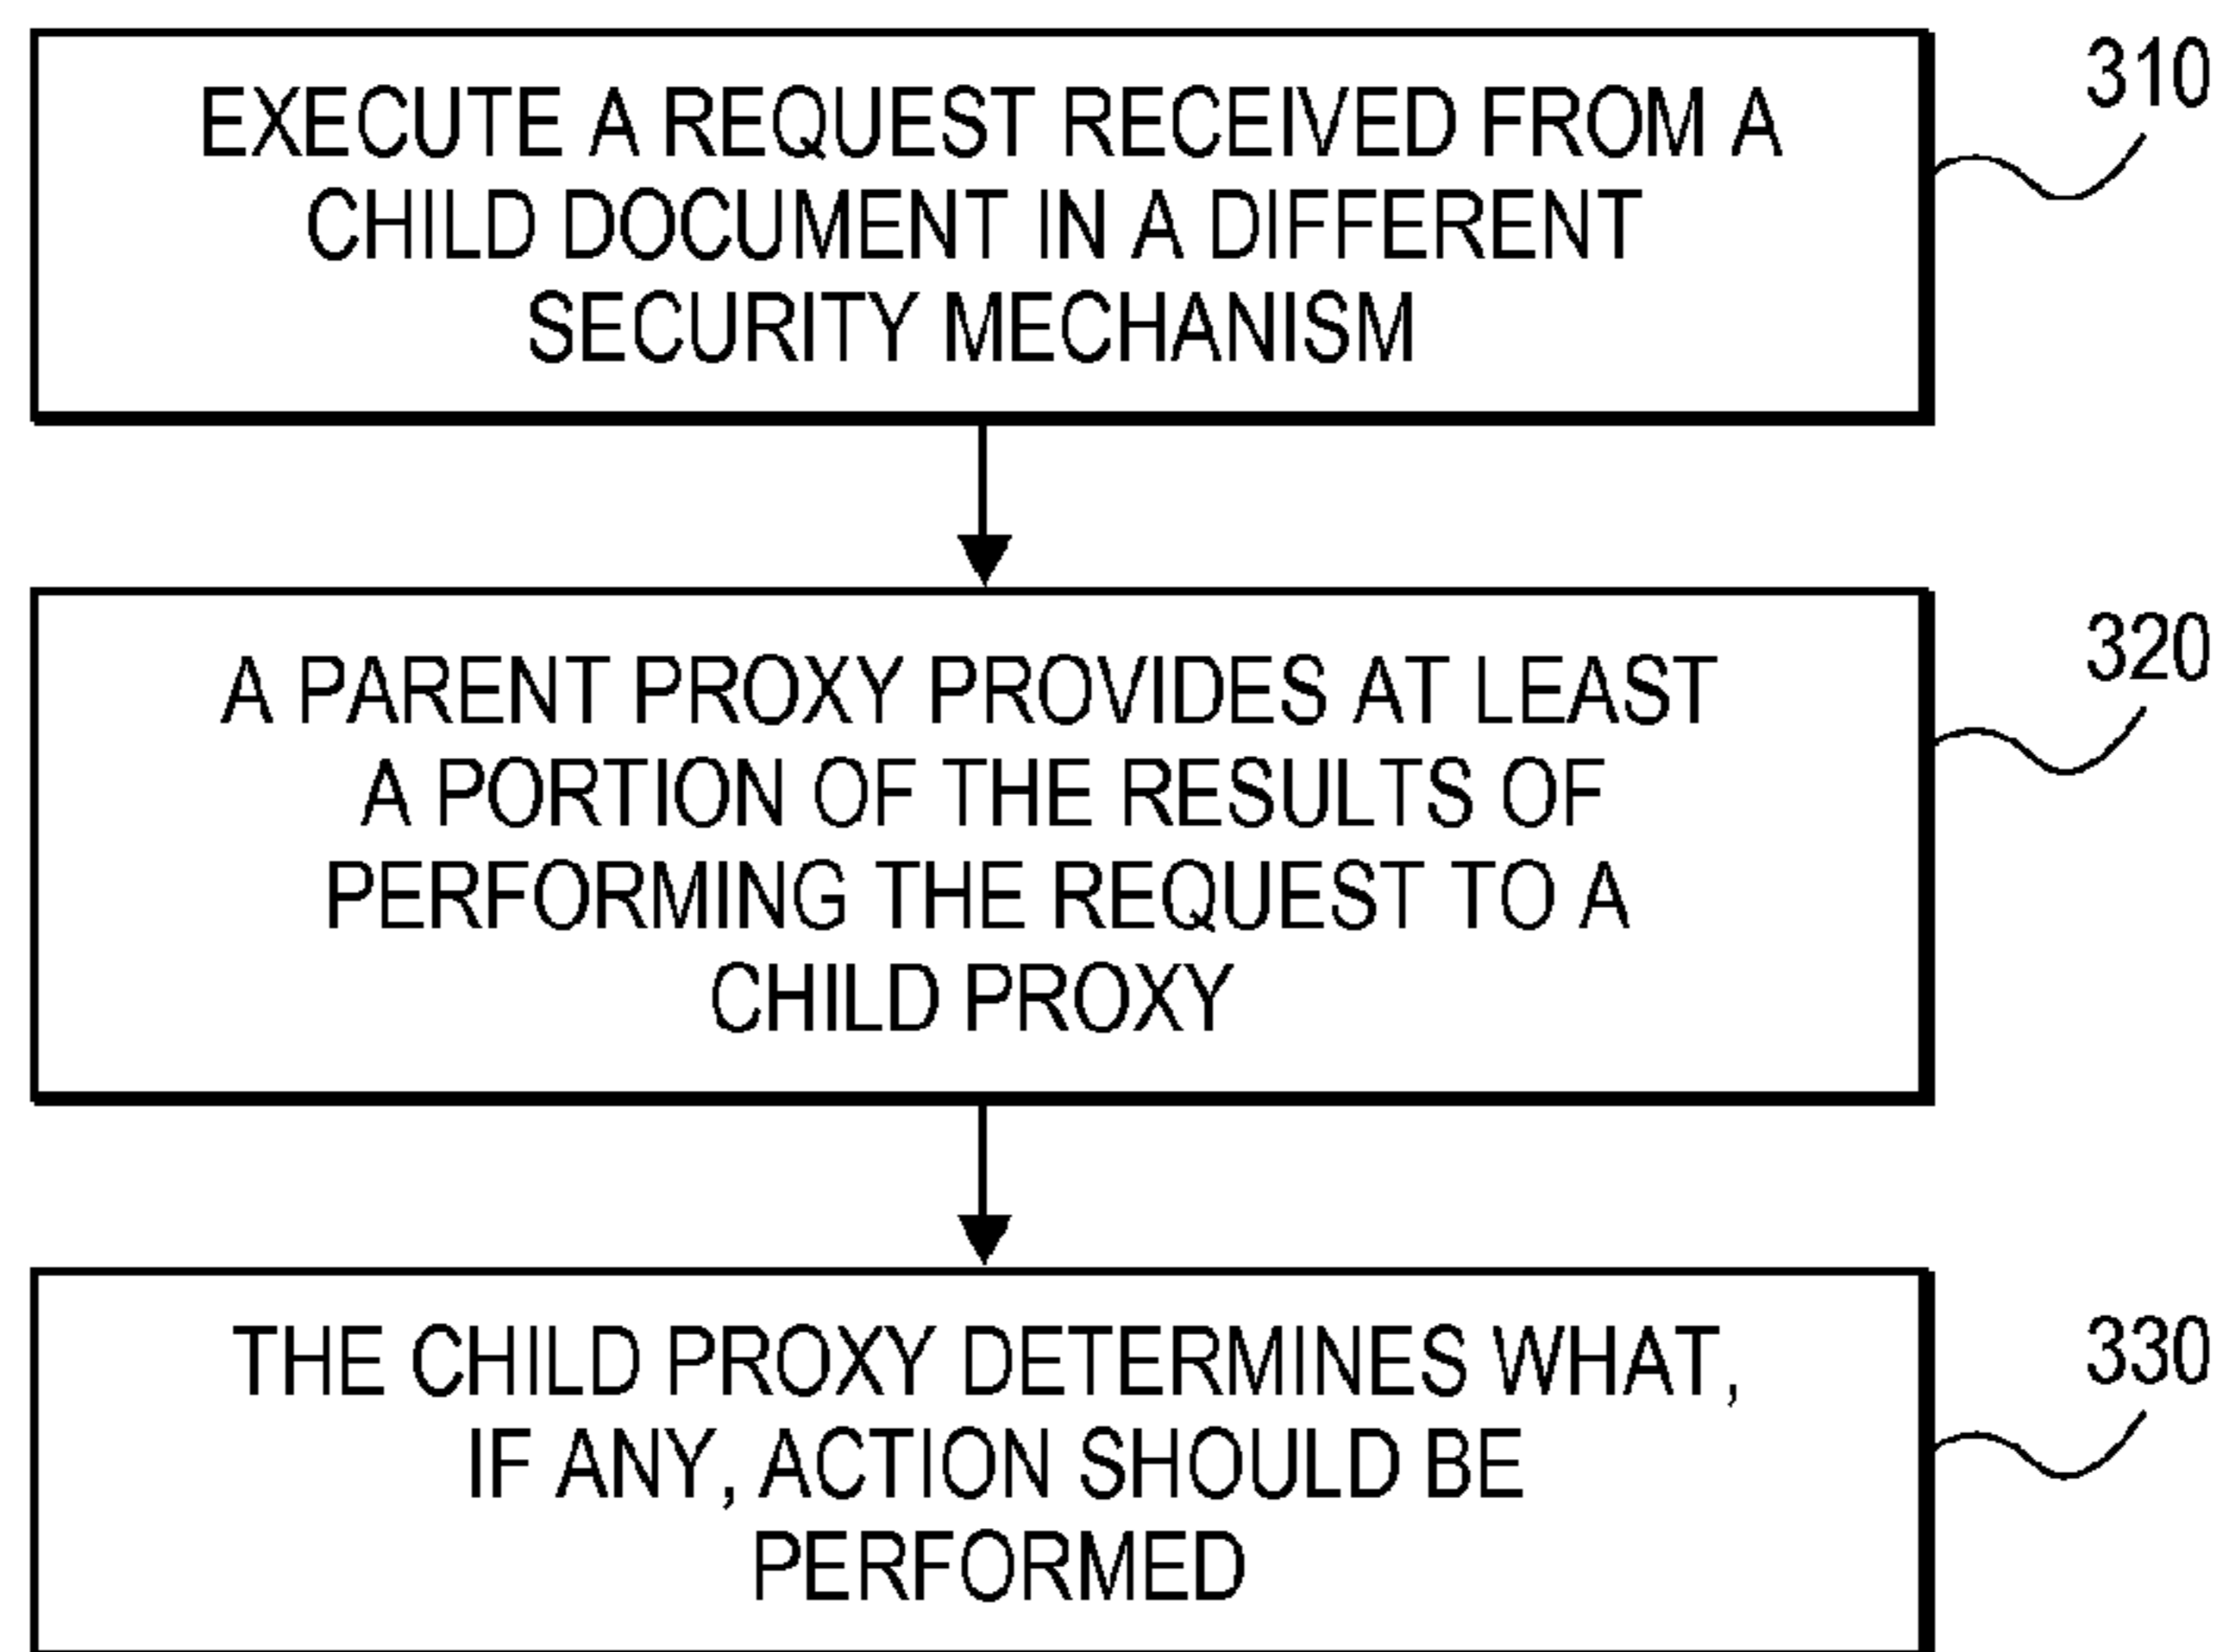 EXECUTE A REQUEST RECEIVED FROM A
CHILD DOCUMENT IN A DIFFERENT
SECURITY MECHANISM
310
A PARENT PROXY PROVIDES AT LEAST
A PORTION OF THE RESULTS OF
PERFORMING THE REQUEST TO A
CHILD PROXY
320
THE CHILD PROXY DETERMINES WHAT,
IF ANY, ACTION SHOULD BE
PERFORMED
330